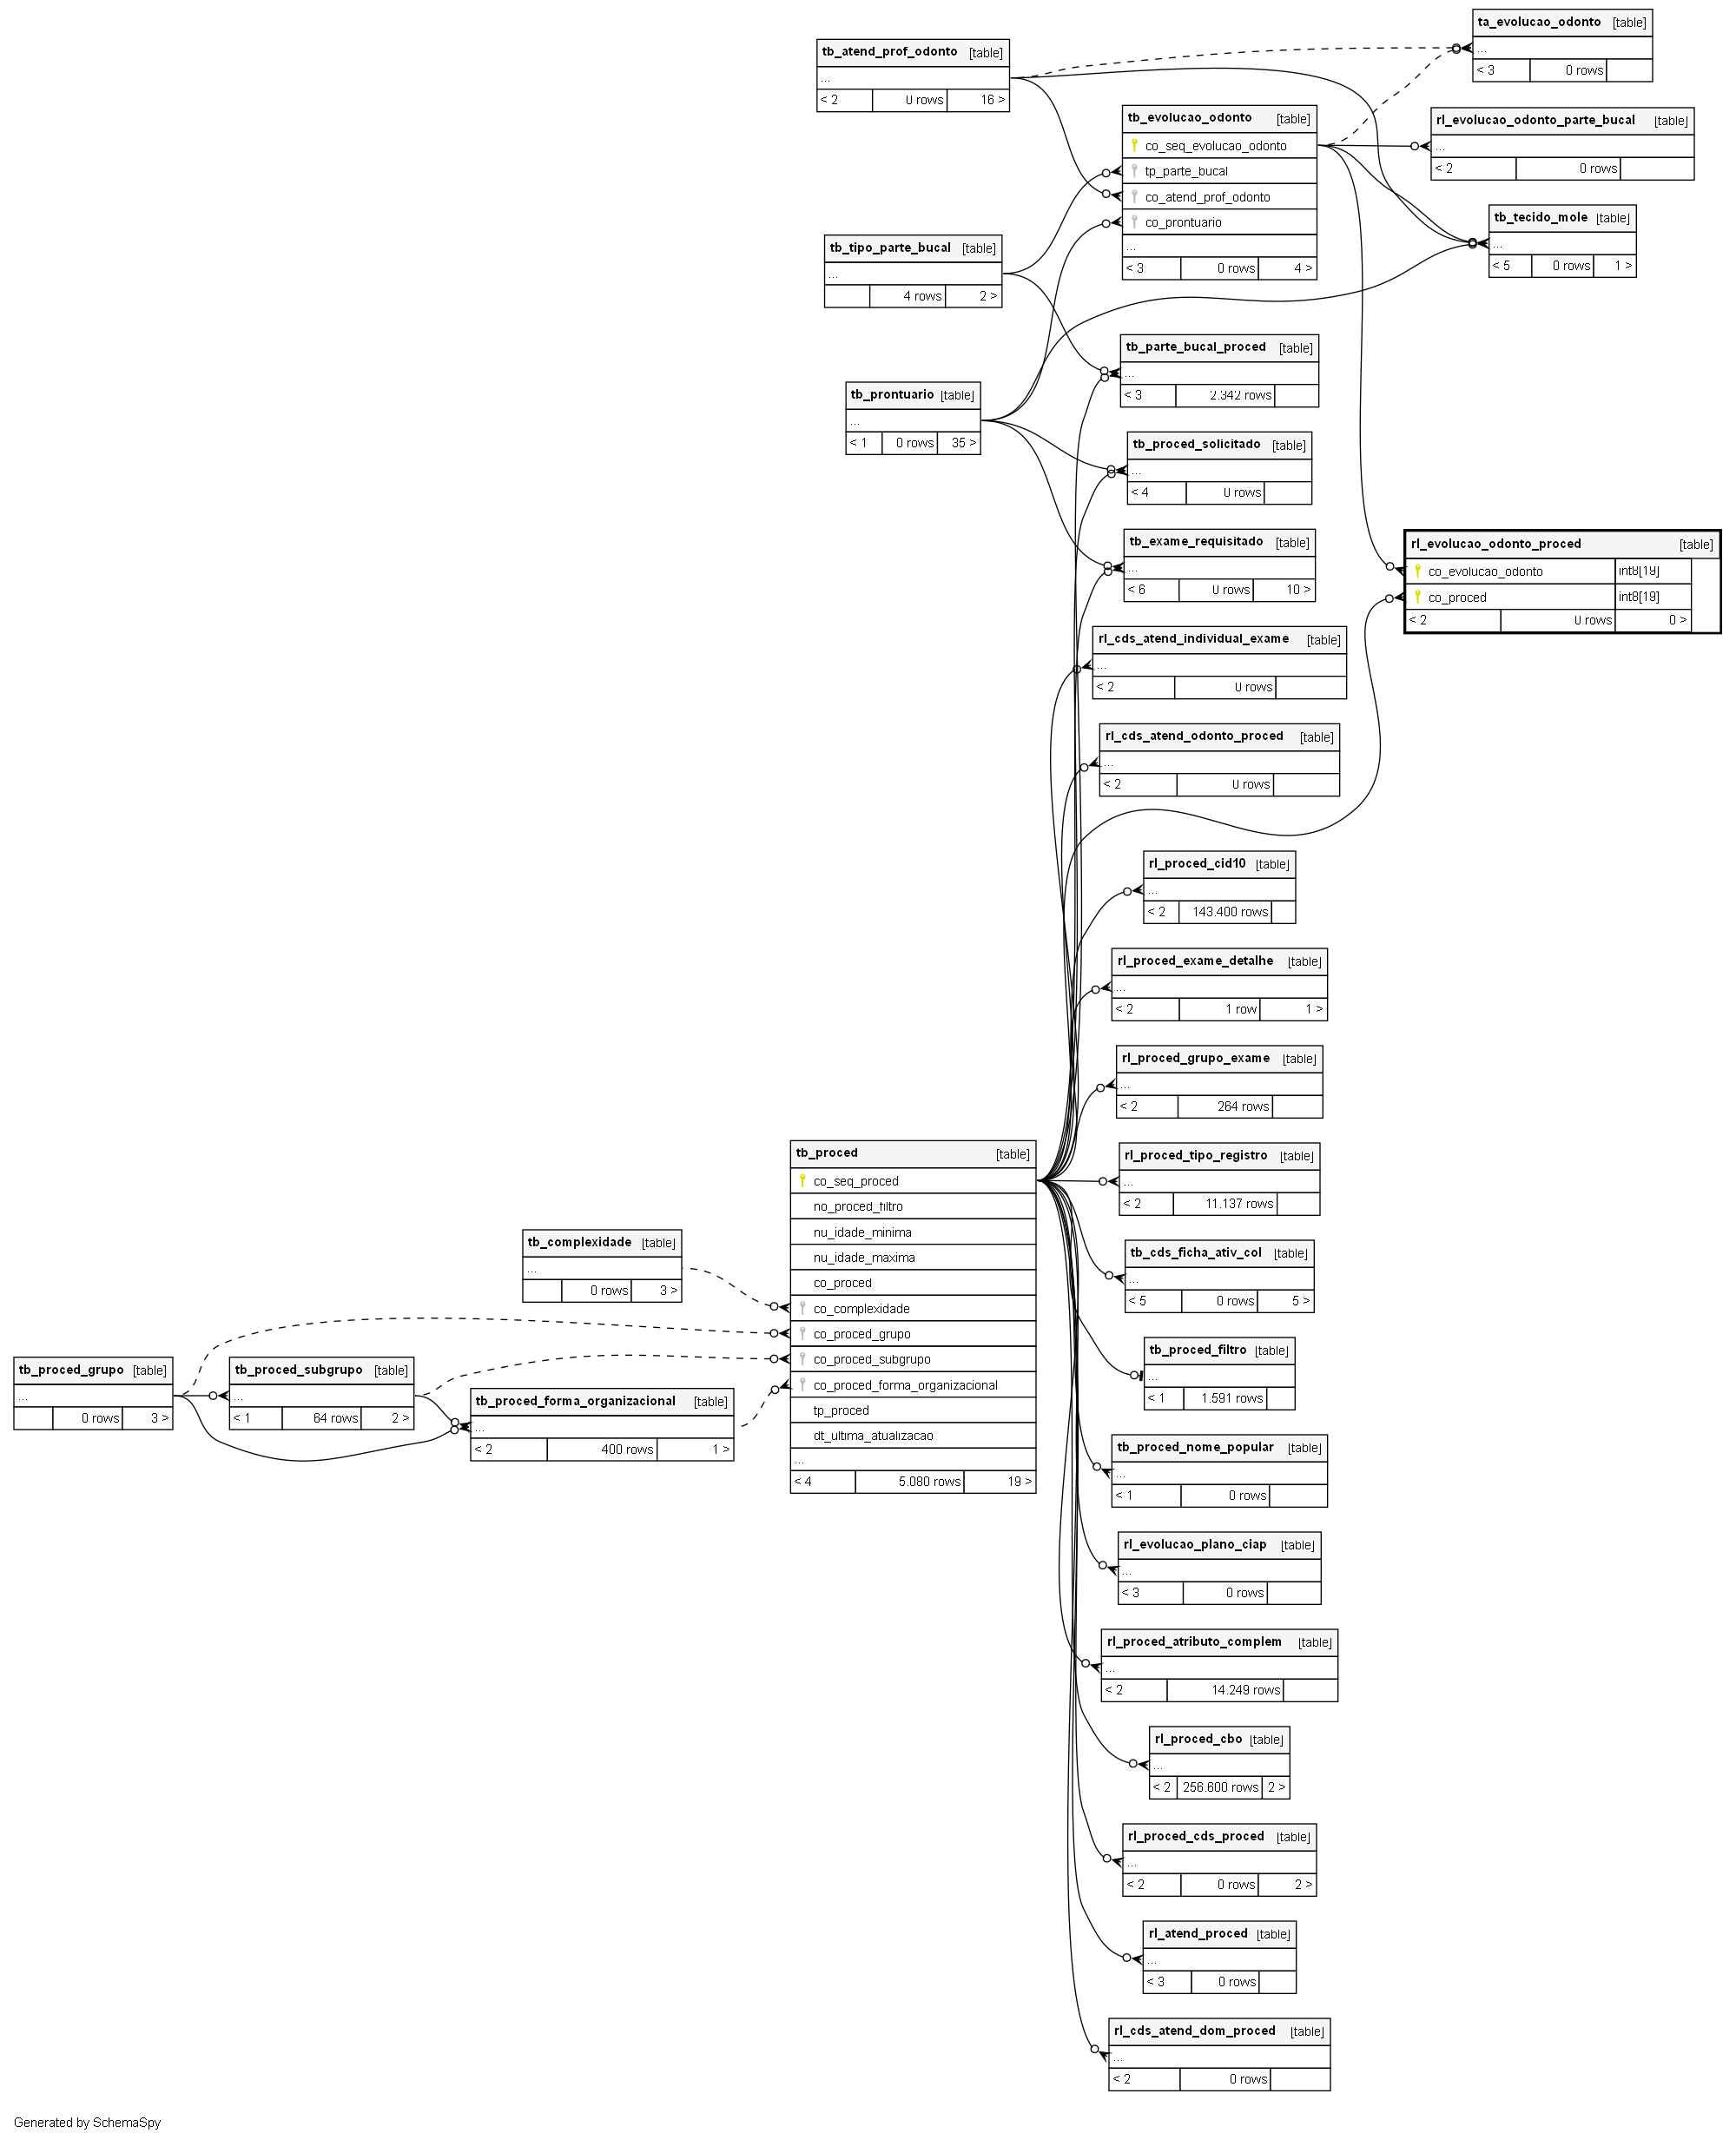 ta_evolucao_odonto [table]
...
< 3 0 rows
tb_atend_prof_odonto [table]
...
< 2 0 rows 16 >
tb_evolucao_odonto [table]
co_seq_evolucao_odonto
tp_parte_bucal
co_atend_prof_odonto
co_prontuario
...
< 3 0 rows 4 >
rl_evolucao_odonto_parte_bucal [table]
...
< 2 0 rows
tb_tecido_mole [table]
...
< 5 0 rows 1 >
tb_tipo_parte_bucal [table]
...
4 rows 2 >
tb_parte_bucal_proced [table]
...
< 3 2.342 rows
tb_prontuario [table]
...
< 1 0 rows 35 >
tb_proced_solicitado [table]
...
< 4 0 rows
tb_exame_requisitado [table]
...
< 6 0 rows 10 >
rl_evolucao_odonto_proced [table]
co_evolucao_odonto int8[19]
co_proced int8[19]
< 2 0 rows 0 >
rl_cds_atend_individual_exame [table]
...
< 2 0 rows
rl_cds_atend_odonto_proced [table]
...
< 2 0 rows
rl_proced_cid10 [table]
...
< 2 143.400 rows
rl_proced_exame_detalhe [table]
...
< 2 1 row 1 >
rl_proced_grupo_exame [table]
...
< 2 264 rows
rl_proced_tipo_registro [table]
...
< 2 11.137 rows
tb_proced [table]
co_seq_proced
no_proced_filtro
nu_idade_minima
nu_idade_maxima
co_proced
co_complexidade
co_proced_grupo
co_proced_subgrupo
co_proced_forma_organizacional
tp_proced
dt_ultima_atualizacao
...
< 4 5.080 rows 19 >
tb_complexidade [table]
...
0 rows 3 >
tb_proced_grupo [table]
...
0 rows 3 >
tb_proced_subgrupo [table]
...
< 1 64 rows 2 >
tb_proced_forma_organizacional [table]
...
< 2 400 rows 1 >
tb_cds_ficha_ativ_col [table]
...
< 5 0 rows 5 >
tb_proced_filtro [table]
...
< 1 1.591 rows
tb_proced_nome_popular [table]
...
< 1 0 rows
rl_evolucao_plano_ciap [table]
...
< 3 0 rows
rl_proced_atributo_complem [table]
...
< 2 14.249 rows
rl_proced_cbo [table]
...
< 2 256.600 rows 2 >
rl_proced_cds_proced [table]
...
< 2 0 rows 2 >
rl_atend_proced [table]
...
< 3 0 rows
rl_cds_atend_dom_proced [table]
...
< 2 0 rows
Generated by SchemaSpy